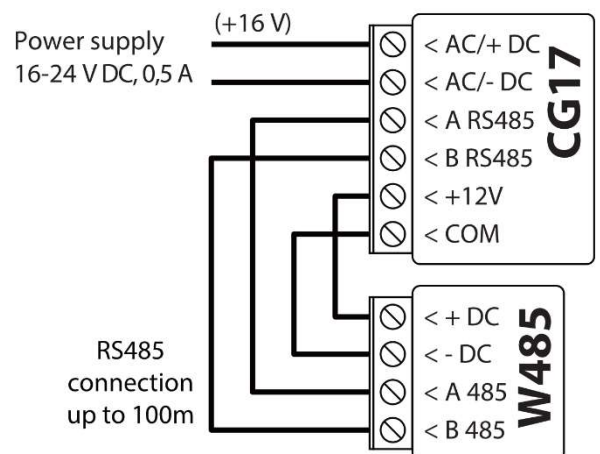 (+16 V)
Power supply
16-24 V DC, 0,5 A
< AC/+ DC
< AC/- DC
< A RS485
< B RS485
< +12V
< COM
CG17
< + DC
< - DC
< A 485
< B 485
W485
RS485
connection
up to 100m